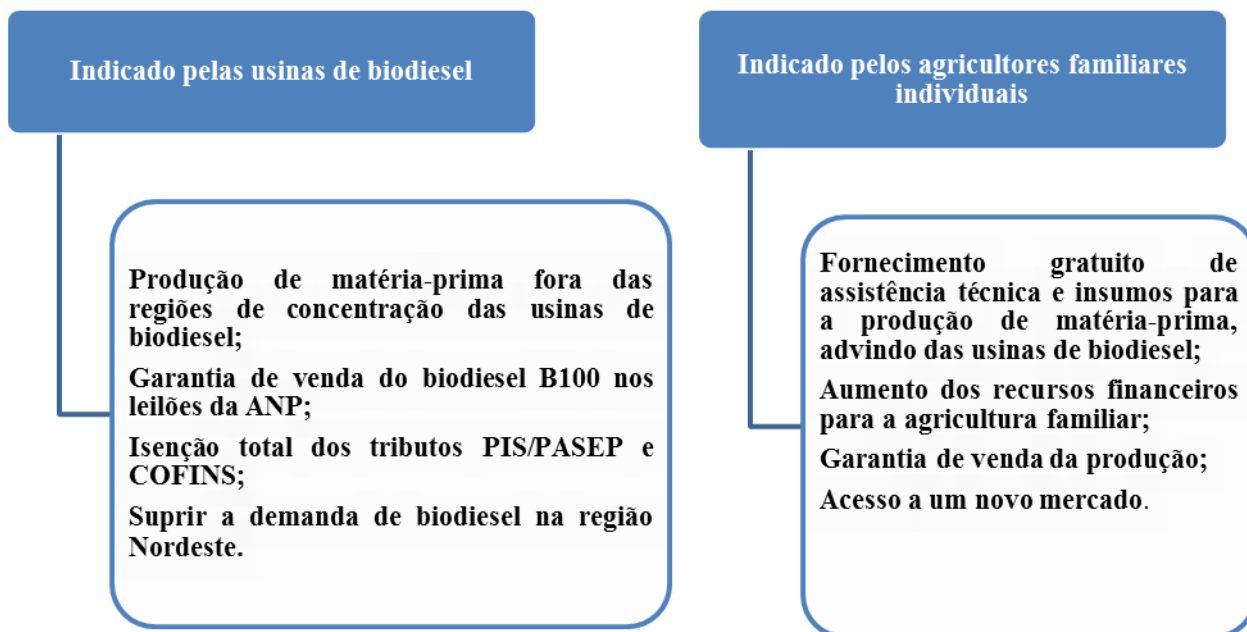 Indicado pelas usinas de biodiesel
Produção de matéria-prima fora das
regiões de concentração das usinas de
biodiesel;
Garantia de venda do biodiesel B100 nos
leilões da ANP;
Isenção total dos tributos PIS/PASEP e
COFINS;
Suprir a demanda de biodiesel na região
Nordeste.
Indicado pelos agricultores familiares
individuais
Fornecimento gratuito de
assistência técnica e insumos para
a produção de matéria-prima,
advindo das usinas de biodiesel;
Aumento dos recursos financeiros
para a agricultura familiar;
Garantia de venda da produção;
Acesso a um novo mercado.